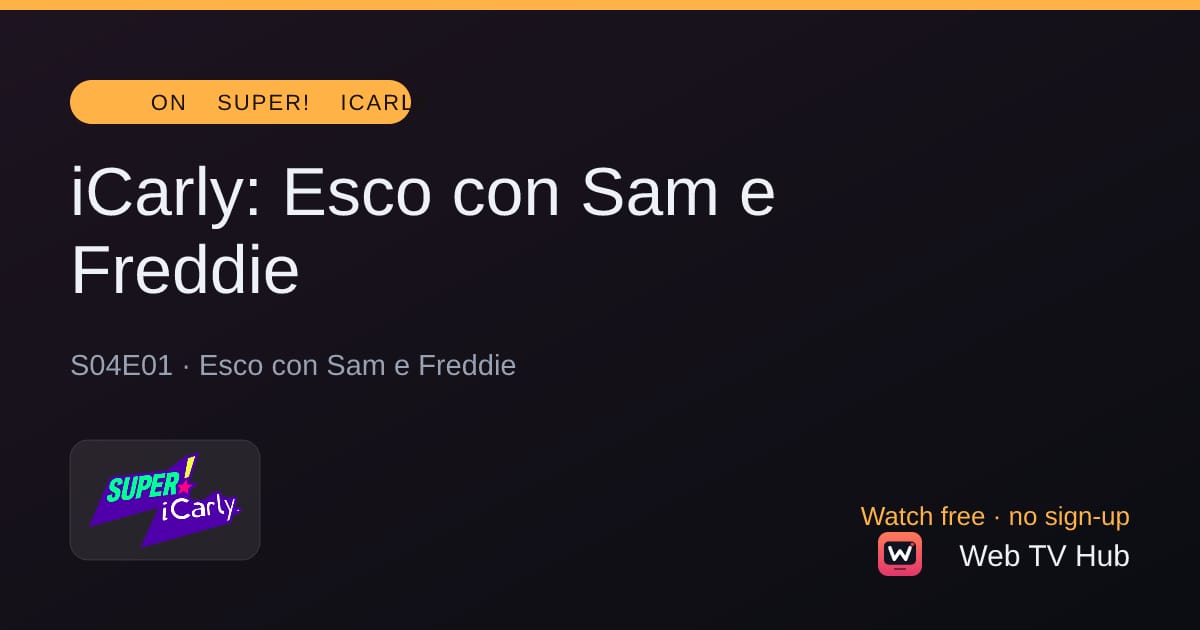 ON SUPER! ICARL
iCarly: Esco con Sam e
Freddie
S04E01 · Esco con Sam e Freddie
SUPER!
iCarly
Watch free · no sign-up
Web TV Hub